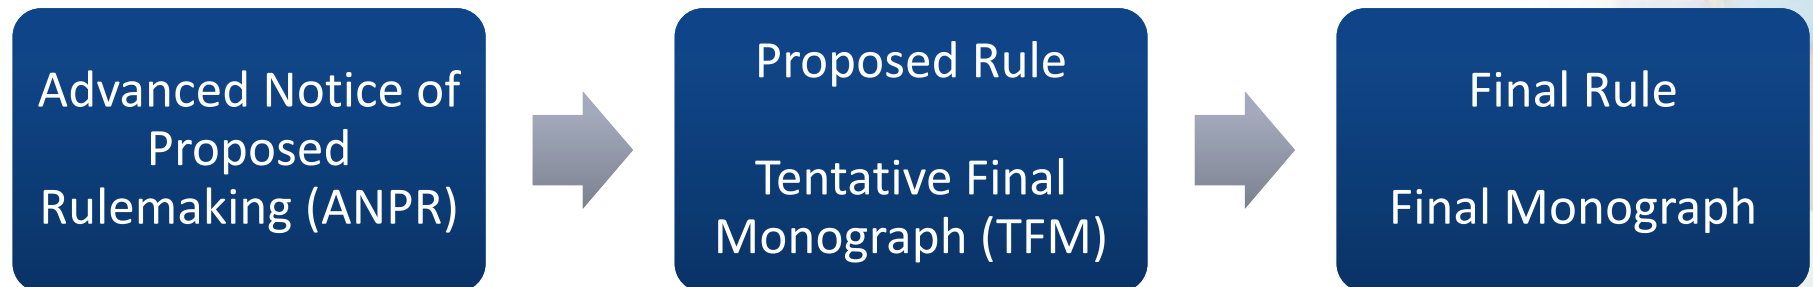 Advanced Notice of
Proposed
Rulemaking (ANPR)
Proposed Rule
Tentative Final
Monograph (TFM)
Final Rule
Final Monograph